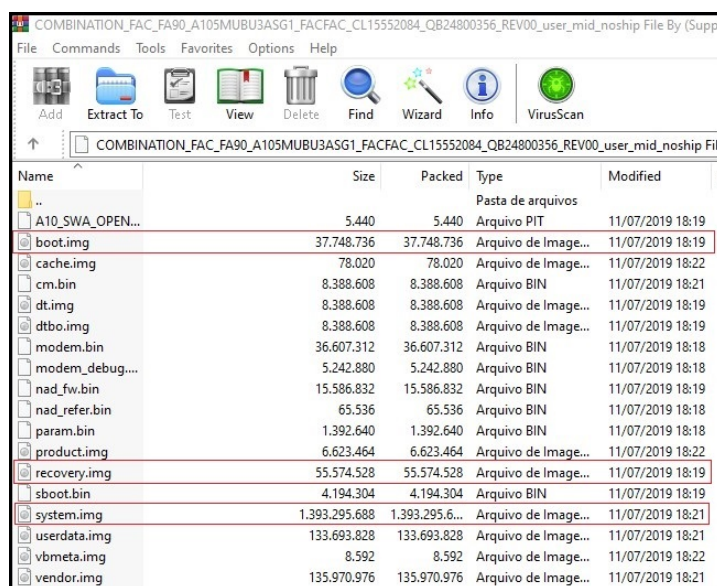 COMBINATION_FAC_FA90_A105MUBU3ASG1_FACFAC_CL15552084_QB24800356_REV00_user_mid_noship File By (Supp
File Commands Tools Favorites Options Help
Add Extract To Test View Delete Find Wizard Info VirusScan
COMBINATION_FAC_FA90_A105MUBU3ASG1_FACFAC_CL15552084_QB24800356_REV00_user_mid_noship Fil
Name Size Packed Type Modified
.. Pasta de arquivos
A10_SWA_OPEN... 5.440 5.440 Arquivo PIT 11/07/2019 18:19
boot.img 37.748.736 37.748.736 Arquivo de Image... 11/07/2019 18:19
cache.img 78.020 78.020 Arquivo de Image... 11/07/2019 18:22
cm.bin 8.388.608 8.388.608 Arquivo BIN 11/07/2019 18:21
dt.img 8.388.608 8.388.608 Arquivo de Image... 11/07/2019 18:19
dtbo.img 8.388.608 8.388.608 Arquivo de Image... 11/07/2019 18:19
modem.bin 36.607.312 36.607.312 Arquivo BIN 11/07/2019 18:18
modem_debug.... 5.242.880 5.242.880 Arquivo BIN 11/07/2019 18:18
nad_fw.bin 15.586.832 15.586.832 Arquivo BIN 11/07/2019 18:19
nad_refer.bin 65.536 65.536 Arquivo BIN 11/07/2019 18:18
param.bin 1.392.640 1.392.640 Arquivo BIN 11/07/2019 18:18
product.img 6.623.464 6.623.464 Arquivo de Image... 11/07/2019 18:22
recovery.img 55.574.528 55.574.528 Arquivo de Image... 11/07/2019 18:19
sboot.bin 4.194.304 4.194.304 Arquivo BIN 11/07/2019 18:19
system.img 1.393.295.688 1.393.295.6... Arquivo de Image... 11/07/2019 18:21
userdata.img 133.693.828 133.693.828 Arquivo de Image... 11/07/2019 18:21
vbmeta.img 8.592 8.592 Arquivo de Image... 11/07/2019 18:22
vendor.img 135.970.976 135.970.976 Arquivo de Image... 11/07/2019 18:21